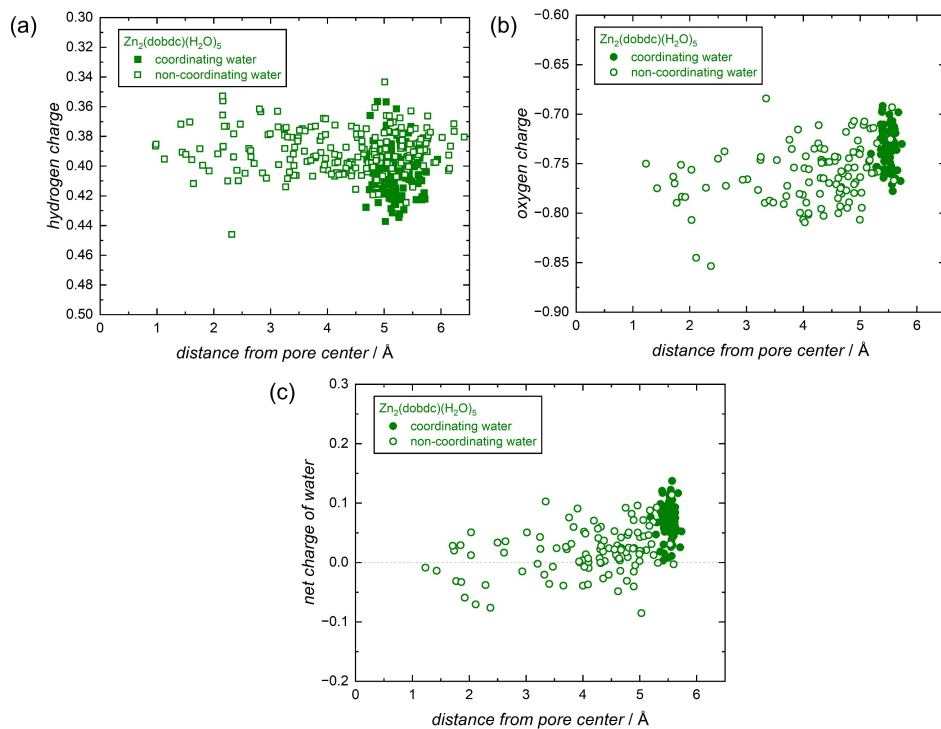 (a)
hydrogen charge
0.30
0.32
0.34
0.36
0.38
0.40
0.42
0.44
0.46
0.48
0.50
Zn₂(dobdc)(H₂O)₅
coordinating water
non-coordinating water
0 1 2 3 4 5 6
distance from pore center / Å
(b)
oxygen charge
−0.60
−0.65
−0.70
−0.75
−0.80
−0.85
−0.90
Zn₂(dobdc)(H₂O)₅
coordinating water
non-coordinating water
0 1 2 3 4 5 6
distance from pore center / Å
(c)
net charge of water
0.3
0.2
0.1
0.0
−0.1
−0.2
Zn₂(dobdc)(H₂O)₅
coordinating water
non-coordinating water
0 1 2 3 4 5 6
distance from pore center / Å